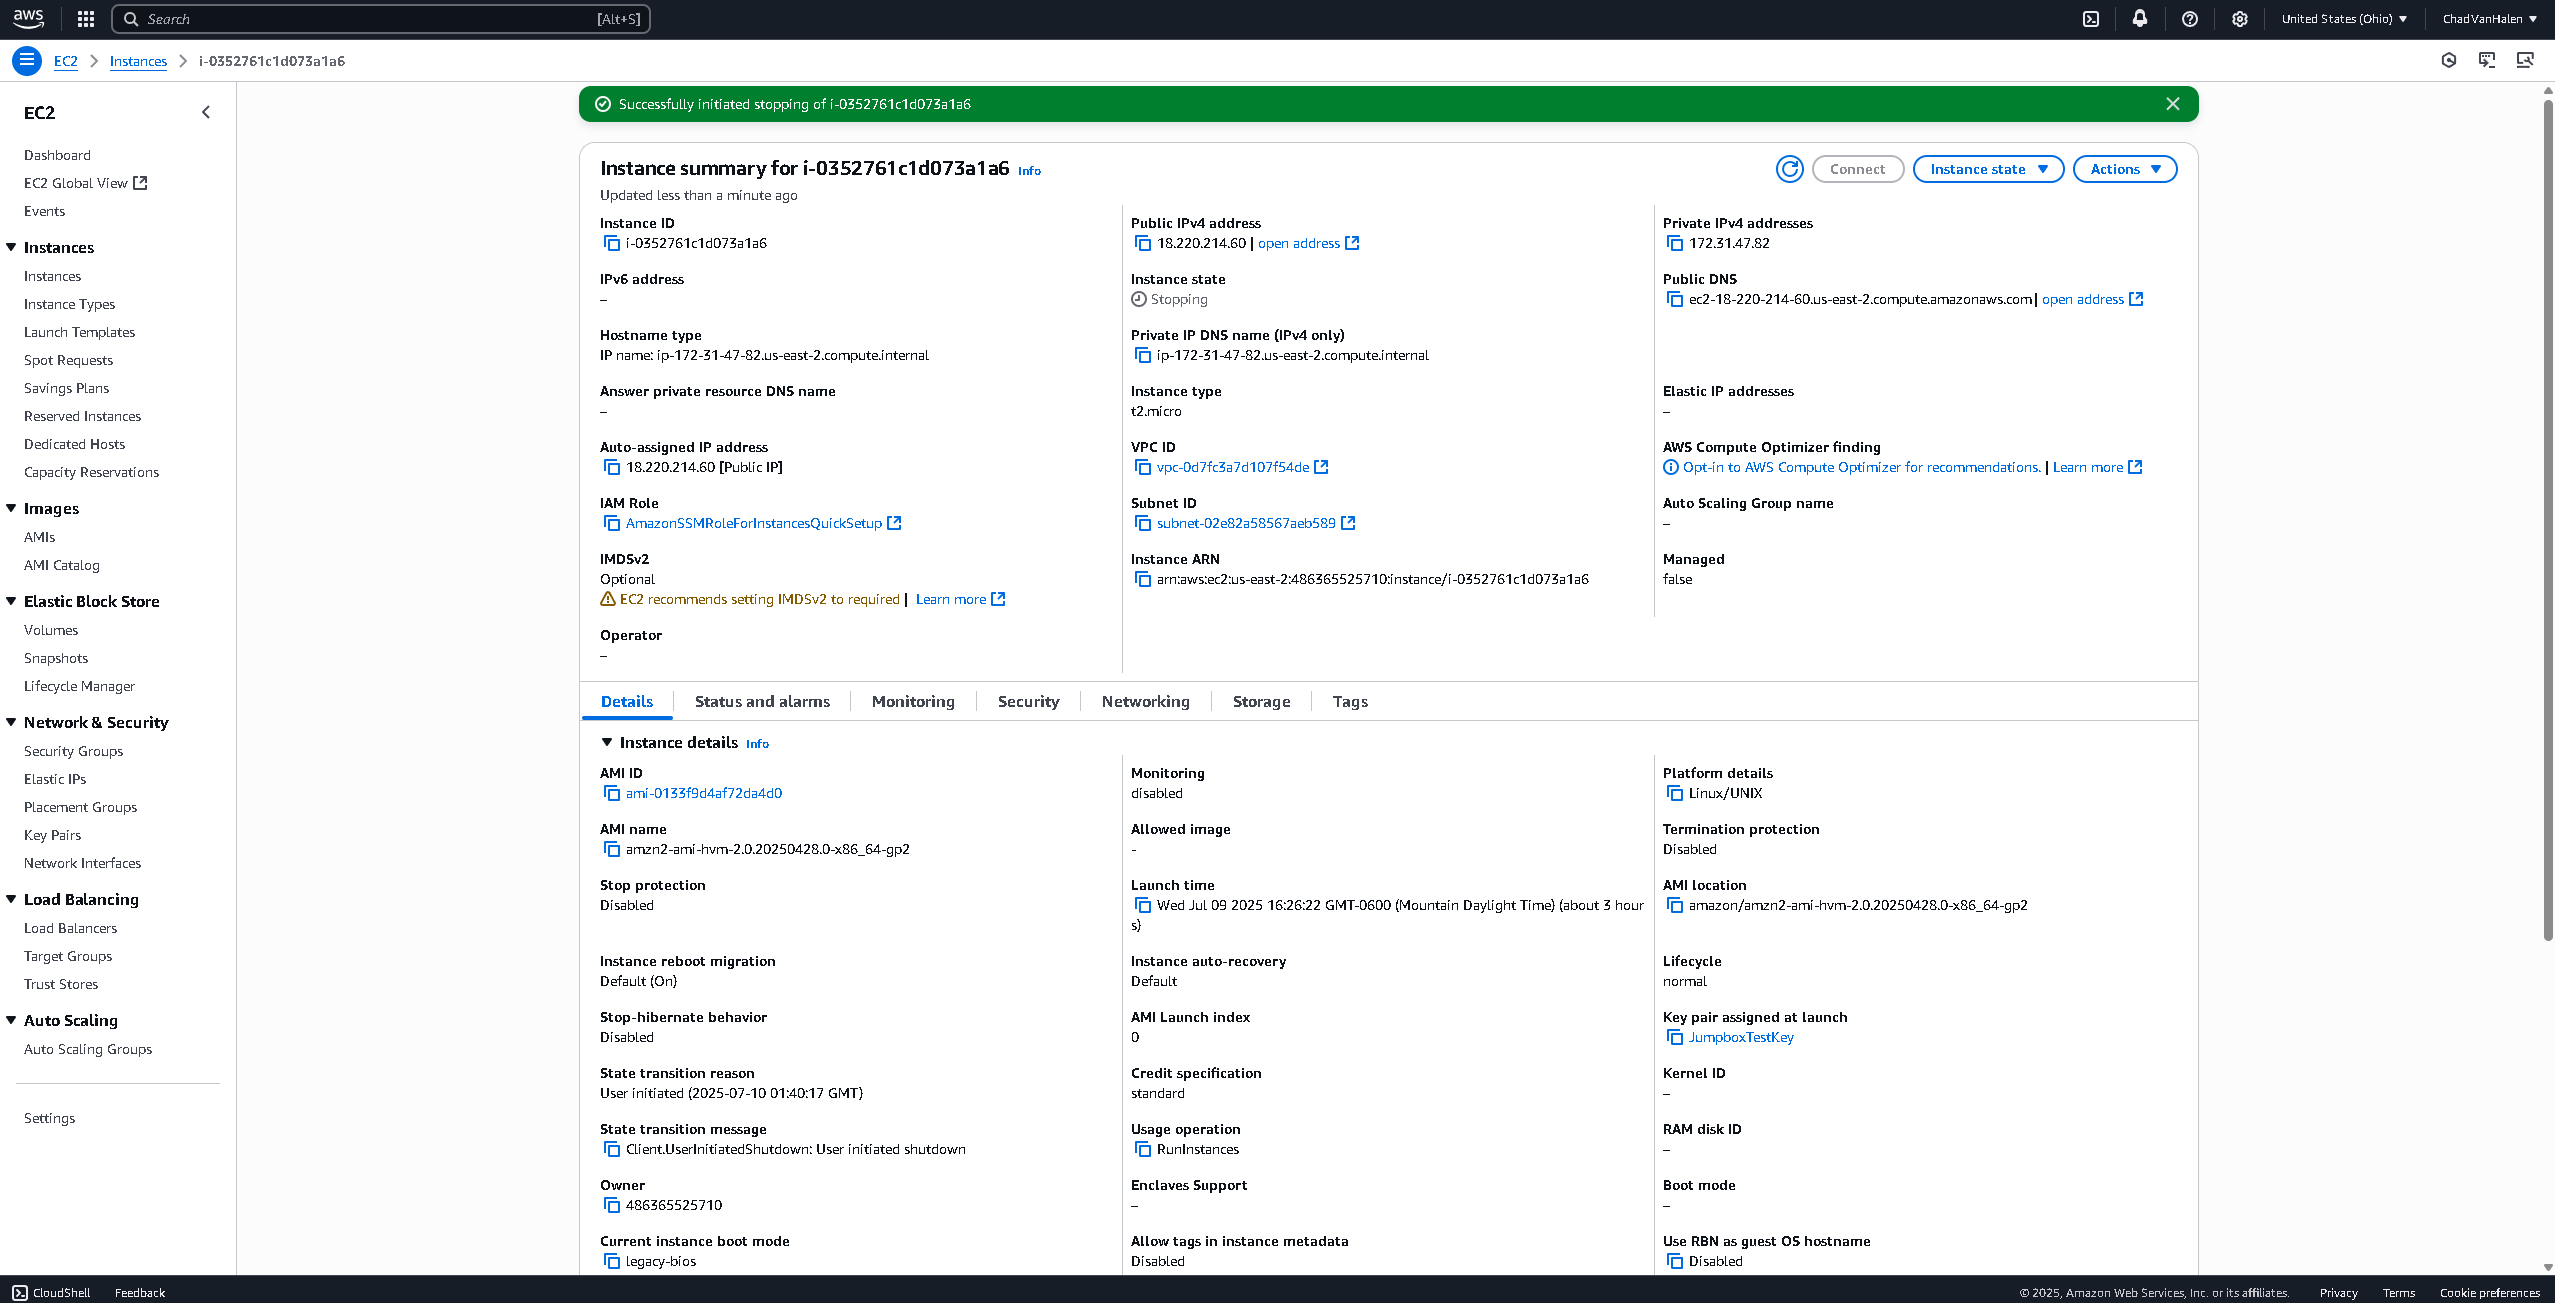 aws
Search
[Alt+S]
United States (Ohio)
ChadVanHalen
EC2
Instances
i-0352761c1d073a1a6
EC2
Dashboard
EC2 Global View
Events
Instances
Instances
Instance Types
Launch Templates
Spot Requests
Savings Plans
Reserved Instances
Dedicated Hosts
Capacity Reservations
Images
AMIs
AMI Catalog
Elastic Block Store
Volumes
Snapshots
Lifecycle Manager
Network & Security
Security Groups
Elastic IPs
Placement Groups
Key Pairs
Network Interfaces
Load Balancing
Load Balancers
Target Groups
Trust Stores
Auto Scaling
Auto Scaling Groups
Settings
Successfully initiated stopping of i-0352761c1d073a1a6
Instance summary for i-0352761c1d073a1a6 Info
Updated less than a minute ago
Connect
Instance state
Actions
Instance ID
i-0352761c1d073a1a6
Public IPv4 address
18.220.214.60 | open address
Private IPv4 addresses
172.31.47.82
IPv6 address
–
Instance state
Stopping
Public DNS
ec2-18-220-214-60.us-east-2.compute.amazonaws.com | open address
Hostname type
IP name: ip-172-31-47-82.us-east-2.compute.internal
Private IP DNS name (IPv4 only)
ip-172-31-47-82.us-east-2.compute.internal
Answer private resource DNS name
–
Instance type
t2.micro
Elastic IP addresses
–
Auto-assigned IP address
18.220.214.60 [Public IP]
VPC ID
vpc-0d7fc3a7d107f54de
AWS Compute Optimizer finding
Opt-in to AWS Compute Optimizer for recommendations. | Learn more
IAM Role
AmazonSSMRoleForInstancesQuickSetup
Subnet ID
subnet-02e82a58567aeb589
Auto Scaling Group name
–
IMDSv2
Optional
EC2 recommends setting IMDSv2 to required | Learn more
Instance ARN
arn:aws:ec2:us-east-2:486365525710:instance/i-0352761c1d073a1a6
Managed
false
Operator
–
Details
Status and alarms
Monitoring
Security
Networking
Storage
Tags
Instance details Info
AMI ID
ami-0133f9d4af72da4d0
Monitoring
disabled
Platform details
Linux/UNIX
AMI name
amzn2-ami-hvm-2.0.20250428.0-x86_64-gp2
Allowed image
-
Termination protection
Disabled
Stop protection
Disabled
Launch time
Wed Jul 09 2025 16:26:22 GMT-0600 (Mountain Daylight Time) (about 3 hour
s)
AMI location
amazon/amzn2-ami-hvm-2.0.20250428.0-x86_64-gp2
Instance reboot migration
Default (On)
Instance auto-recovery
Default
Lifecycle
normal
Stop-hibernate behavior
Disabled
AMI Launch index
0
Key pair assigned at launch
JumpboxTestKey
State transition reason
User initiated (2025-07-10 01:40:17 GMT)
Credit specification
standard
Kernel ID
–
State transition message
Client.UserInitiatedShutdown: User initiated shutdown
Usage operation
RunInstances
RAM disk ID
–
Owner
486365525710
Enclaves Support
–
Boot mode
–
Current instance boot mode
legacy-bios
Allow tags in instance metadata
Disabled
Use RBN as guest OS hostname
Disabled
CloudShell
Feedback
© 2025, Amazon Web Services, Inc. or its affiliates.
Privacy
Terms
Cookie preferences